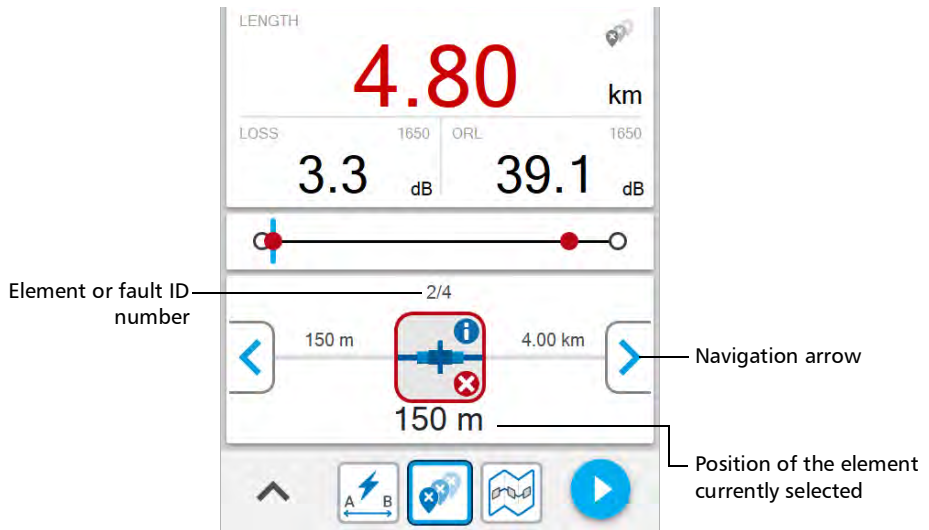 LENGTH
4.80 km
LOSS 1650 ORL 1650
3.3 dB 39.1 dB
Element or fault ID
number
2/4
150 m 4.00 km
Navigation arrow
150 m
Position of the element
currently selected
A B